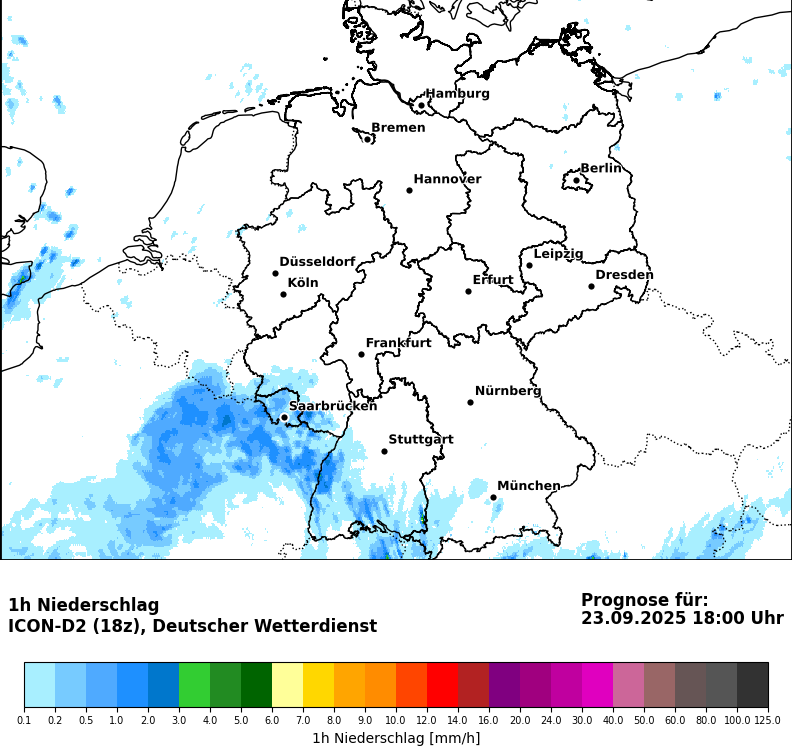 Hamburg
Bremen
Berlin
Hannover
Leipzig
Düsseldorf
Dresden
Köln
Erfurt
Frankfurt
Nürnberg
Saarbrücken
Stuttgart
München
1h Niederschlag
ICON-D2 (18z), Deutscher Wetterdienst
Prognose für:
23.09.2025 18:00 Uhr
0.1 0.2 0.5 1.0 2.0 3.0 4.0 5.0 6.0 7.0 8.0 9.0 10.0 12.0 14.0 16.0 20.0 24.0 30.0 40.0 50.0 60.0 80.0 100.0 125.0
1h Niederschlag [mm/h]